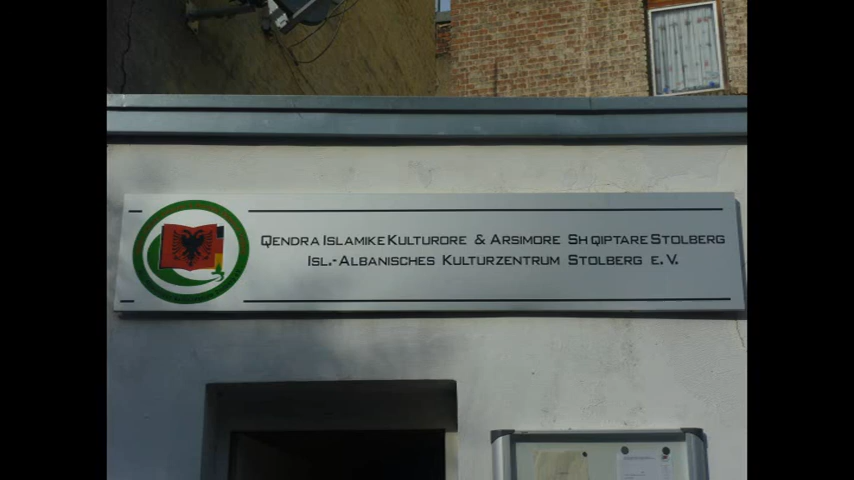 QENDRA ISLAMIKE KULTURORE & ARSIMORE SHQIPTARE STOLBERG
ISL.-ALBANISCHES KULTURZENTRUM STOLBERG E.V.